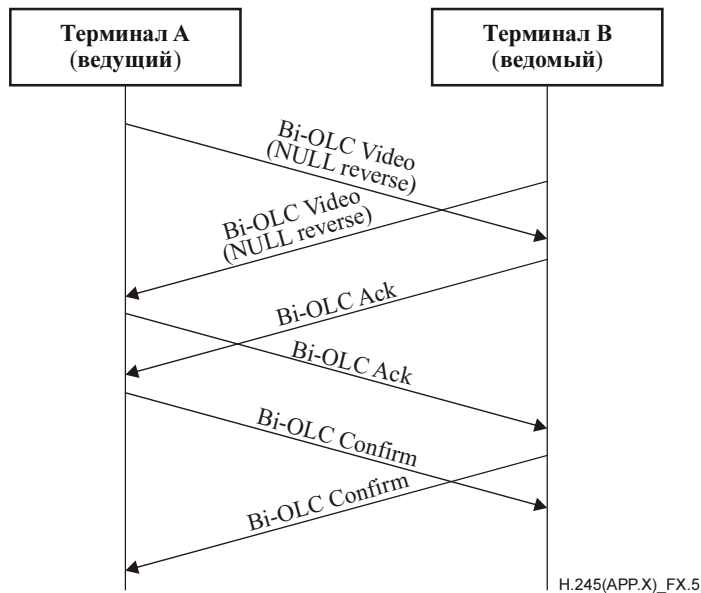 Терминал A
(ведущий)
Терминал B
(ведомый)
Bi-OLC Video
(NULL reverse)
Bi-OLC Video
(NULL reverse)
Bi-OLC Ack
Bi-OLC Ack
Bi-OLC Confirm
Bi-OLC Confirm
H.245(APP.X)_FX.5